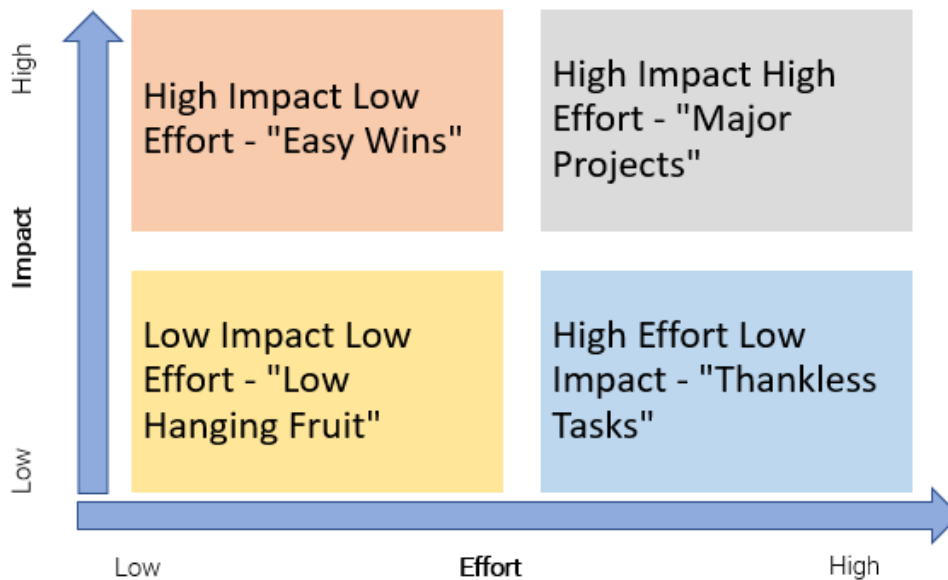 High
High Impact Low
Effort - "Easy Wins"
High Impact High
Effort - "Major
Projects"
Impact
Low Impact Low
Effort - "Low
Hanging Fruit"
High Effort Low
Impact - "Thankless
Tasks"
Low
Low
Effort
High